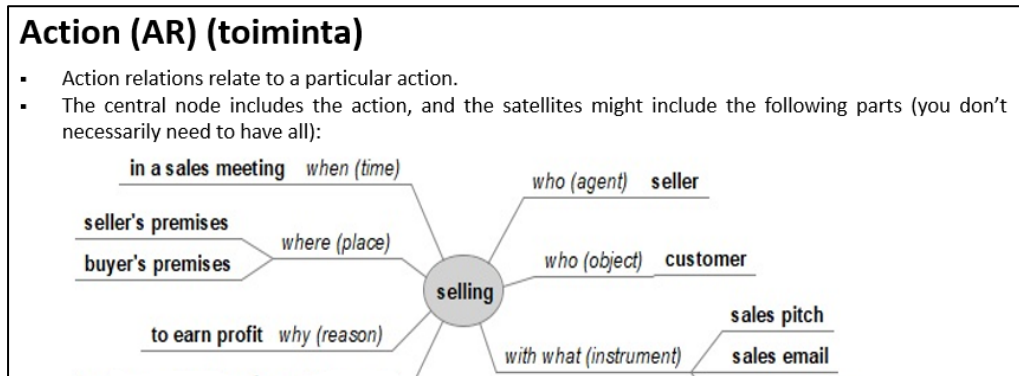 Action (AR) (toiminta)
▪ Action relations relate to a particular action.
▪ The central node includes the action, and the satellites might include the following parts (you don't
necessarily need to have all):
in a sales meeting when (time)
who (agent) seller
seller's premises
where (place)
buyer's premises
who (object) customer
selling
sales pitch
to earn profit why (reason)
with what (instrument)
sales email